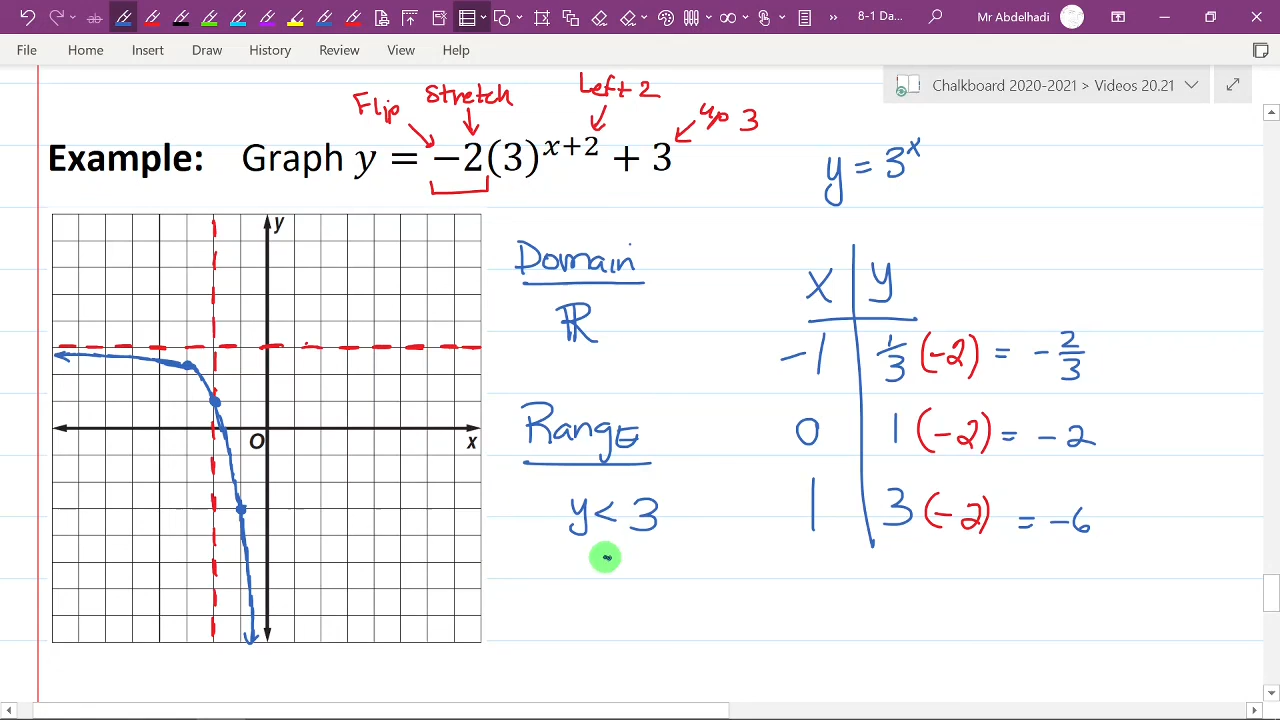 8-1 Da...
Mr Abdelhadi
File Home Insert Draw History Review View Help
Chalkboard 2020-2021 > Videos 20.21
Flip Stretch Left 2 up 3
Example: Graph y = −2(3)^{x+2} + 3
y = 3^x
y
x
O
Domain
ℝ
Range
y < 3
x y
-1 1/3 (-2) = -2/3
0 1 (-2) = -2
1 3 (-2) = -6